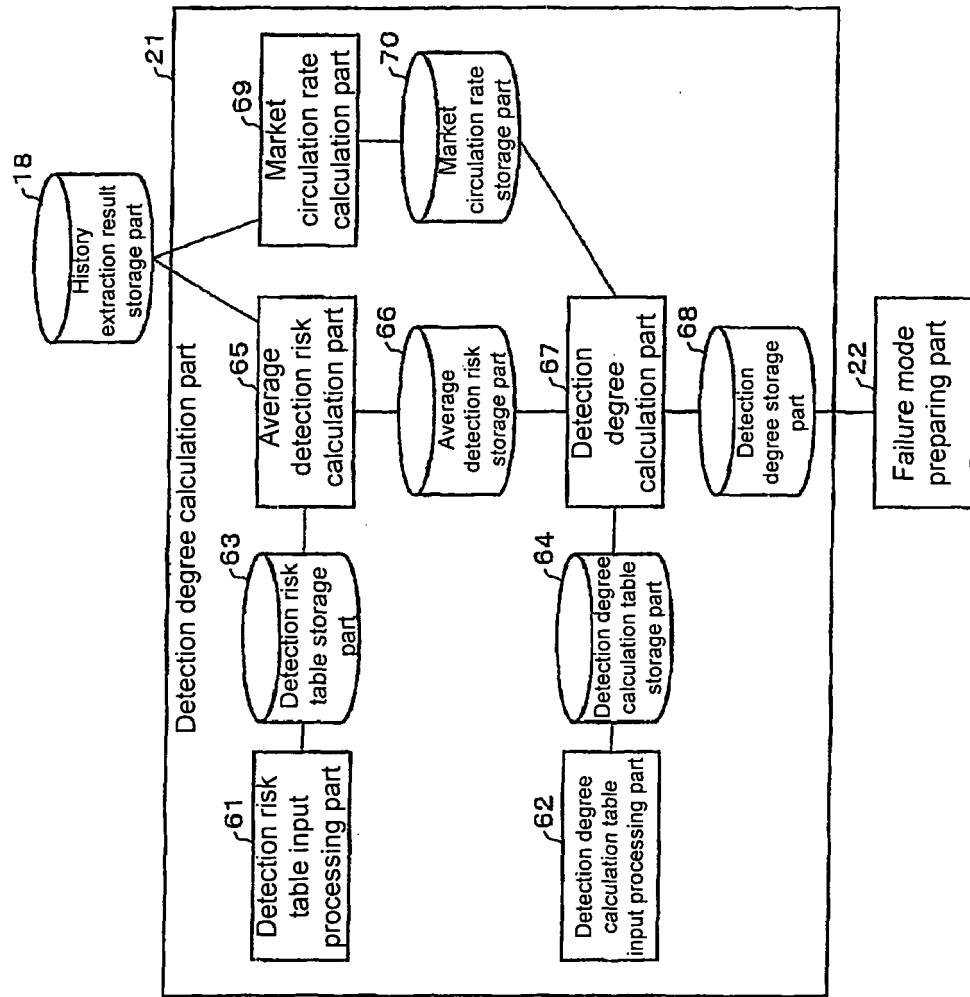 18
History
extraction result
storage part
21
Detection degree calculation part
61
Detection risk
table input
processing part
63
Detection risk
table storage
part
65
Average
detection risk
calculation part
69
Market
circulation rate
calculation part
66
Average
detection risk
storage part
70
Market
circulation rate
storage part
62
Detection degree
calculation table
input processing part
64
Detection degree
calculation table
storage part
67
Detection
degree
calculation part
68
Detection
degree storage
part
22
Failure mode
preparing part